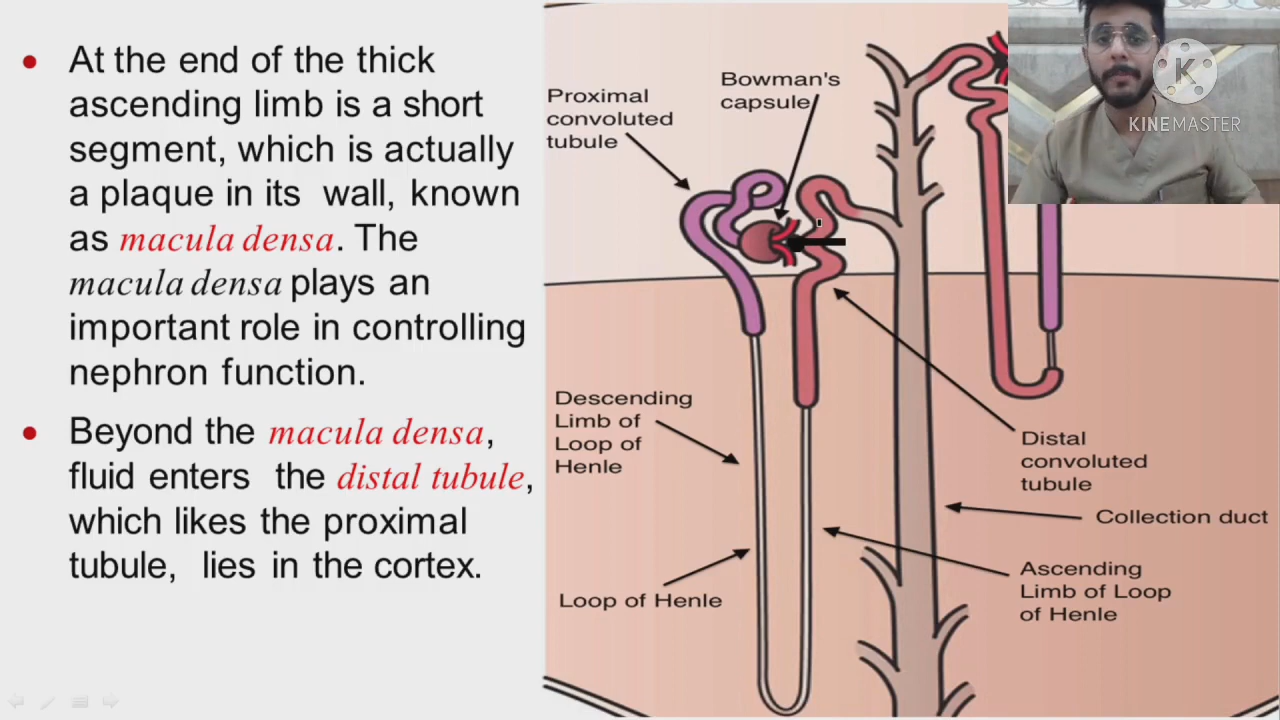 At the end of the thick
ascending limb is a short
segment, which is actually
a plaque in its wall, known
as macula densa. The
macula densa plays an
important role in controlling
nephron function.
Beyond the macula densa,
fluid enters the distal tubule,
which likes the proximal
tubule, lies in the cortex.
Proximal
convoluted
tubule
Bowman's
capsule
Descending
Limb of
Loop of
Henle
Loop of Henle
Distal
convoluted
tubule
Collection duct
Ascending
Limb of Loop
of Henle
K
KINEMASTER